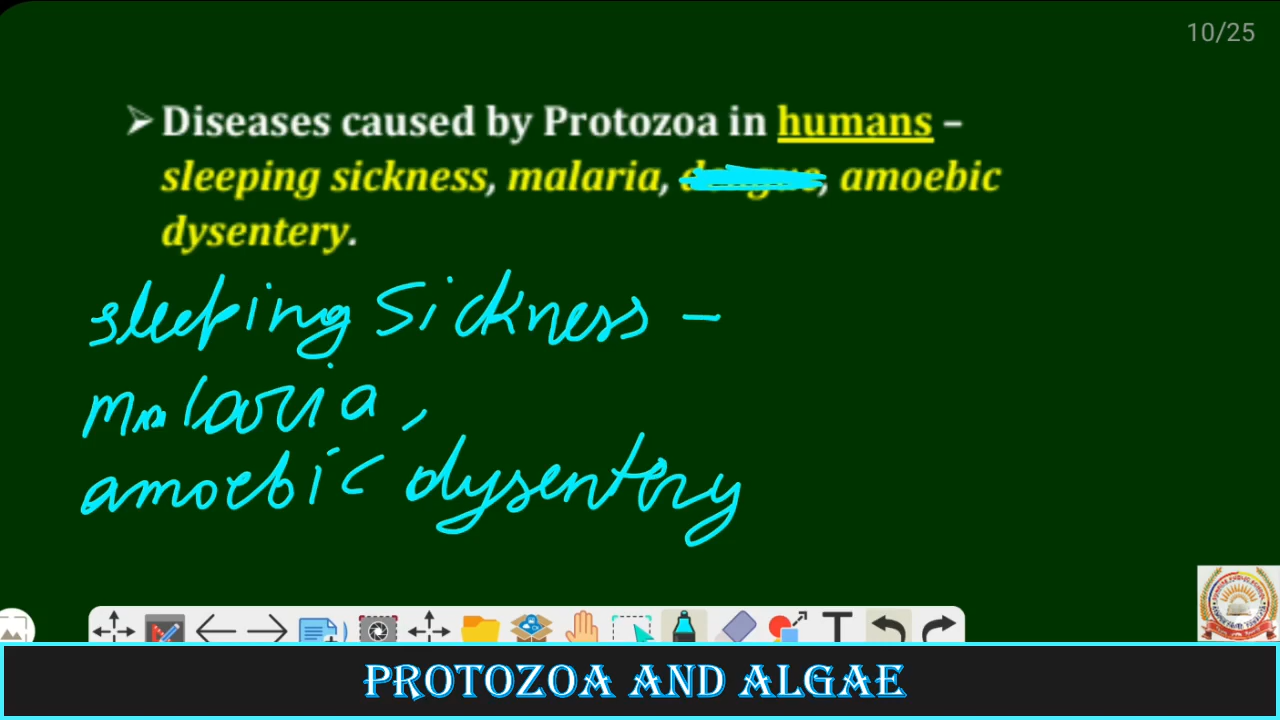 10/25
➢ Diseases caused by Protozoa in humans –
sleeping sickness, malaria, dengue, amoebic
dysentery.
sleeping sickness –
malaria,
amoebic dysentery
T
PROTOZOA AND ALGAE